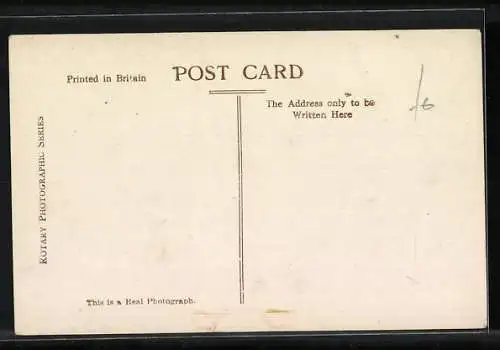 POST CARD
Printed in Britain
The Address only to be
Written Here
/6
ROTARY PHOTOGRAPHIC SERIES
This is a Real Photograph.